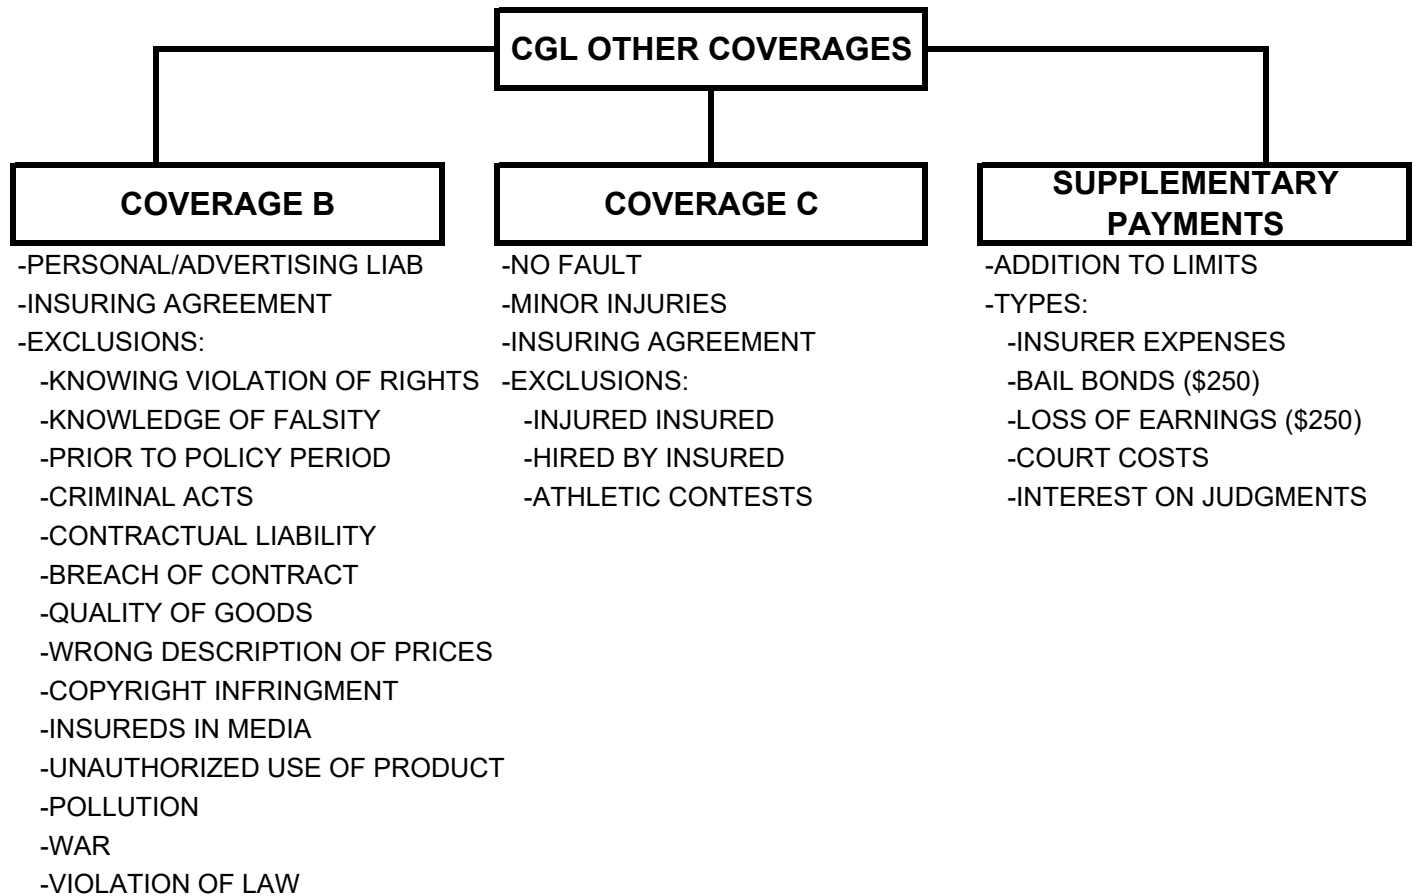 CGL OTHER COVERAGES
COVERAGE B
-PERSONAL/ADVERTISING LIAB
-INSURING AGREEMENT
-EXCLUSIONS:
-KNOWING VIOLATION OF RIGHTS
-KNOWLEDGE OF FALSITY
-PRIOR TO POLICY PERIOD
-CRIMINAL ACTS
-CONTRACTUAL LIABILITY
-BREACH OF CONTRACT
-QUALITY OF GOODS
-WRONG DESCRIPTION OF PRICES
-COPYRIGHT INFRINGMENT
-INSUREDS IN MEDIA
-UNAUTHORIZED USE OF PRODUCT
-POLLUTION
-WAR
-VIOLATION OF LAW
COVERAGE C
-NO FAULT
-MINOR INJURIES
-INSURING AGREEMENT
-EXCLUSIONS:
-INJURED INSURED
-HIRED BY INSURED
-ATHLETIC CONTESTS
SUPPLEMENTARY
PAYMENTS
-ADDITION TO LIMITS
-TYPES:
-INSURER EXPENSES
-BAIL BONDS ($250)
-LOSS OF EARNINGS ($250)
-COURT COSTS
-INTEREST ON JUDGMENTS